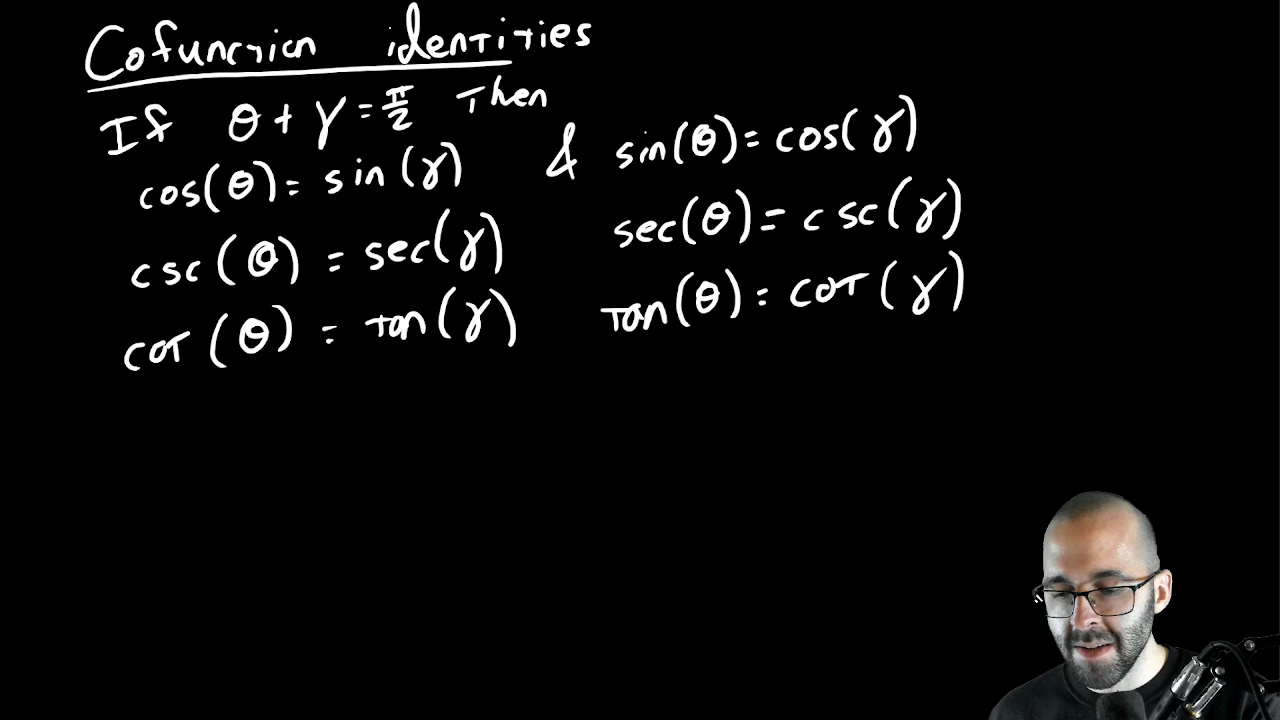 Cofunction identities
If θ + γ = π/2 Then
cos(θ) = sin(γ) & sin(θ) = cos(γ)
csc(θ) = sec(γ) sec(θ) = csc(γ)
cot(θ) = tan(γ) tan(θ) = cot(γ)